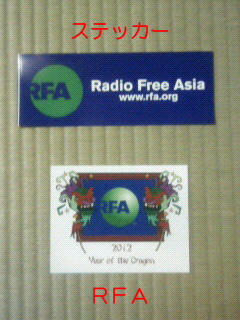 ステッカー
RFA
Radio Free Asia
www.rfa.org
RFA
2012
Year of the Dragon
ＲＦＡ